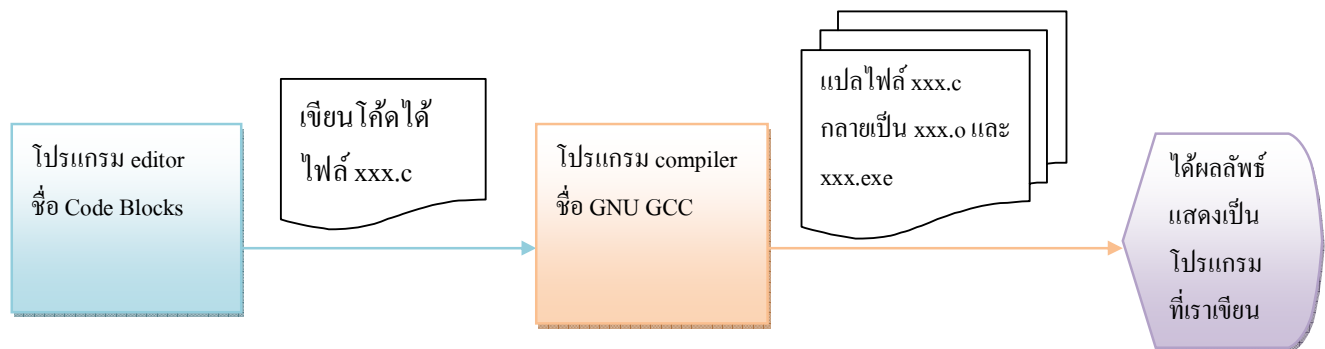 โปรแกรม editor
ชื่อ Code Blocks
เขียนโค้ดได้
ไฟล์ xxx.c
โปรแกรม compiler
ชื่อ GNU GCC
แปลไฟล์ xxx.c
กลายเป็น xxx.o และ
xxx.exe
ได้ผลลัพธ์
แสดงเป็น
โปรแกรม
ที่เราเขียน